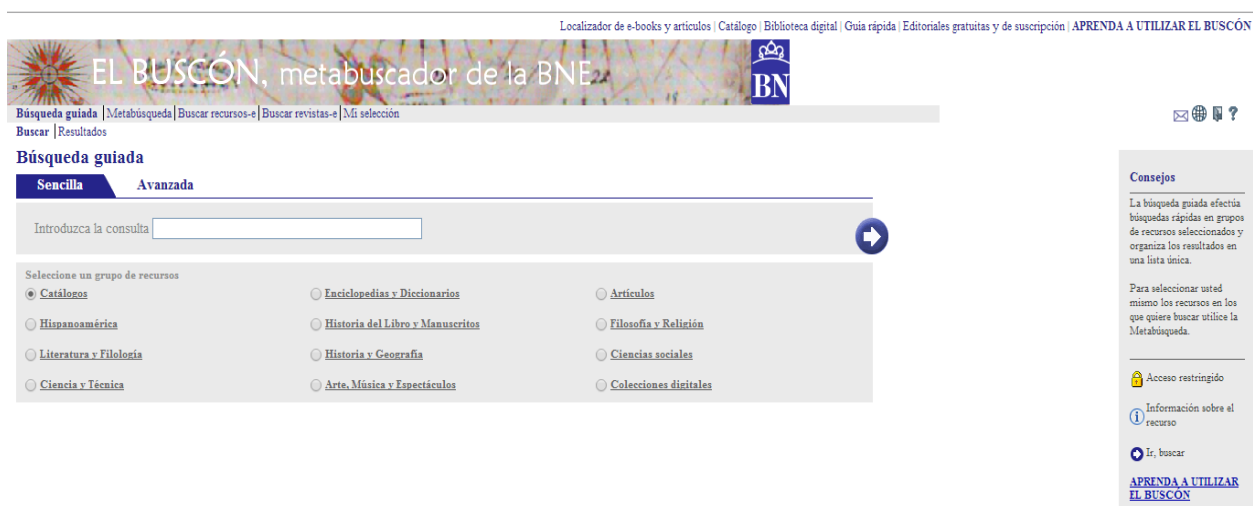 Localizador de e-books y artículos | Catálogo | Biblioteca digital | Guía rápida | Editoriales gratuitas y de suscripción | APRENDA A UTILIZAR EL BUSCÓN
EL BUSCÓN, metabuscador de la BNE
BN
Búsqueda guiada | Metabúsqueda | Buscar recursos-e | Buscar revistas-e | Mi selección
Buscar | Resultados
Búsqueda guiada
Sencilla Avanzada
Introduzca la consulta
Seleccione un grupo de recursos
Catálogos Enciclopedias y Diccionarios Artículos
Hispanoamérica Historia del Libro y Manuscritos Filosofía y Religión
Literatura y Filología Historia y Geografía Ciencias sociales
Ciencia y Técnica Arte, Música y Espectáculos Colecciones digitales
Consejos
La búsqueda guiada efectúa
búsquedas rápidas en grupos
de recursos seleccionados y
organiza los resultados en
una lista única.
Para seleccionar usted
mismo los recursos en los
que quiere buscar utilice la
Metabúsqueda.
Acceso restringido
Información sobre el
recurso
Ir, buscar
APRENDA A UTILIZAR
EL BUSCÓN